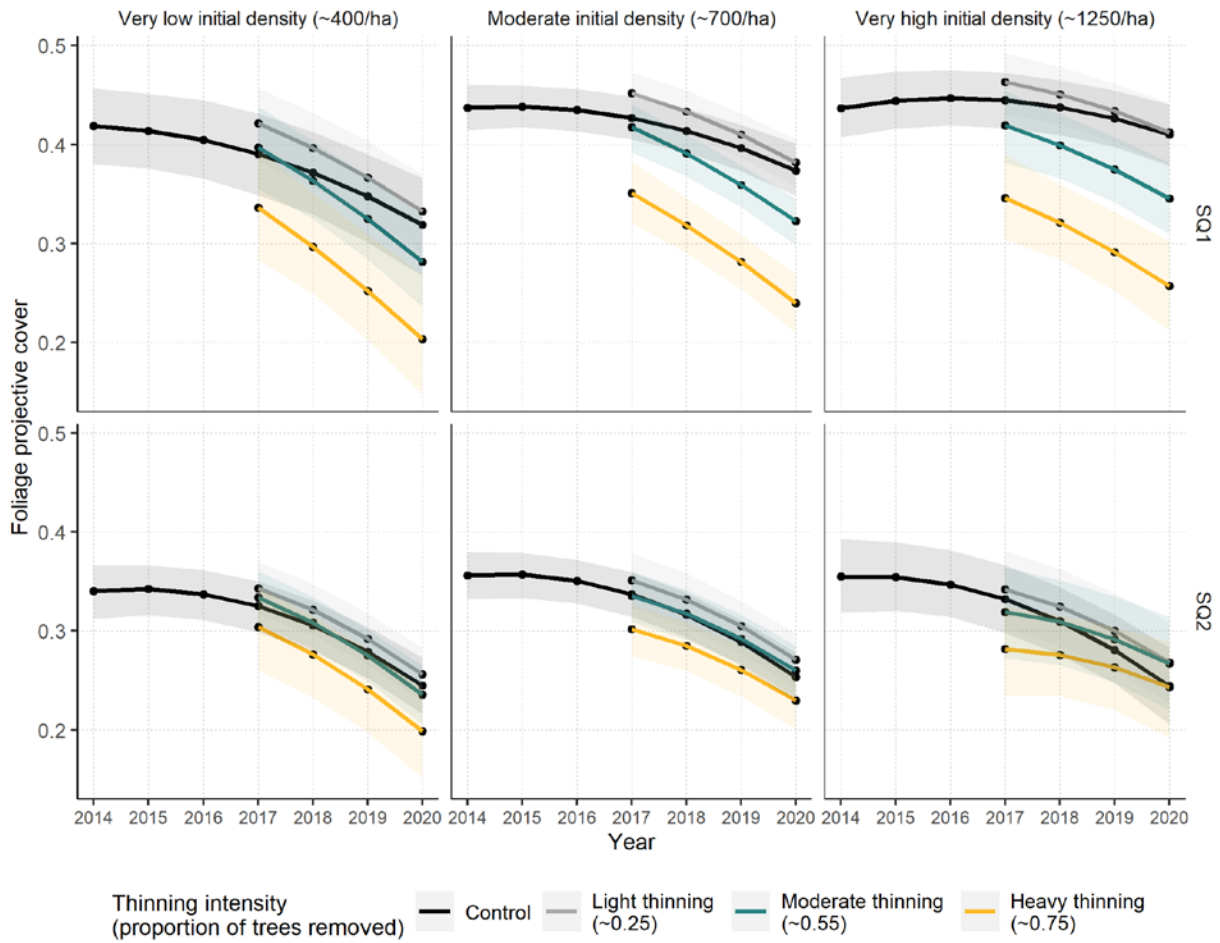 Very low initial density (~400/ha)
Moderate initial density (~700/ha)
Very high initial density (~1250/ha)
0.5
0.4
0.3
0.2
SQ1
Foliage projective cover
0.5
0.4
0.3
0.2
SQ2
2014 2015 2016 2017 2018 2019 2020
2014 2015 2016 2017 2018 2019 2020
2014 2015 2016 2017 2018 2019 2020
Year
Thinning intensity
(proportion of trees removed)
Control
Light thinning
(~0.25)
Moderate thinning
(~0.55)
Heavy thinning
(~0.75)